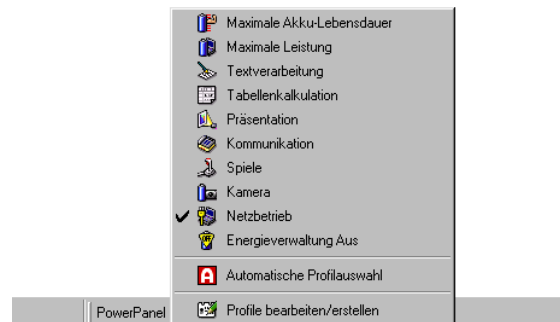 Maximale Akku-Lebensdauer
Maximale Leistung
Textverarbeitung
Tabellenkalkulation
Präsentation
Kommunikation
Spiele
Kamera
Netzbetrieb
Energieverwaltung Aus
Automatische Profilauswahl
PowerPanel
Profile bearbeiten/erstellen